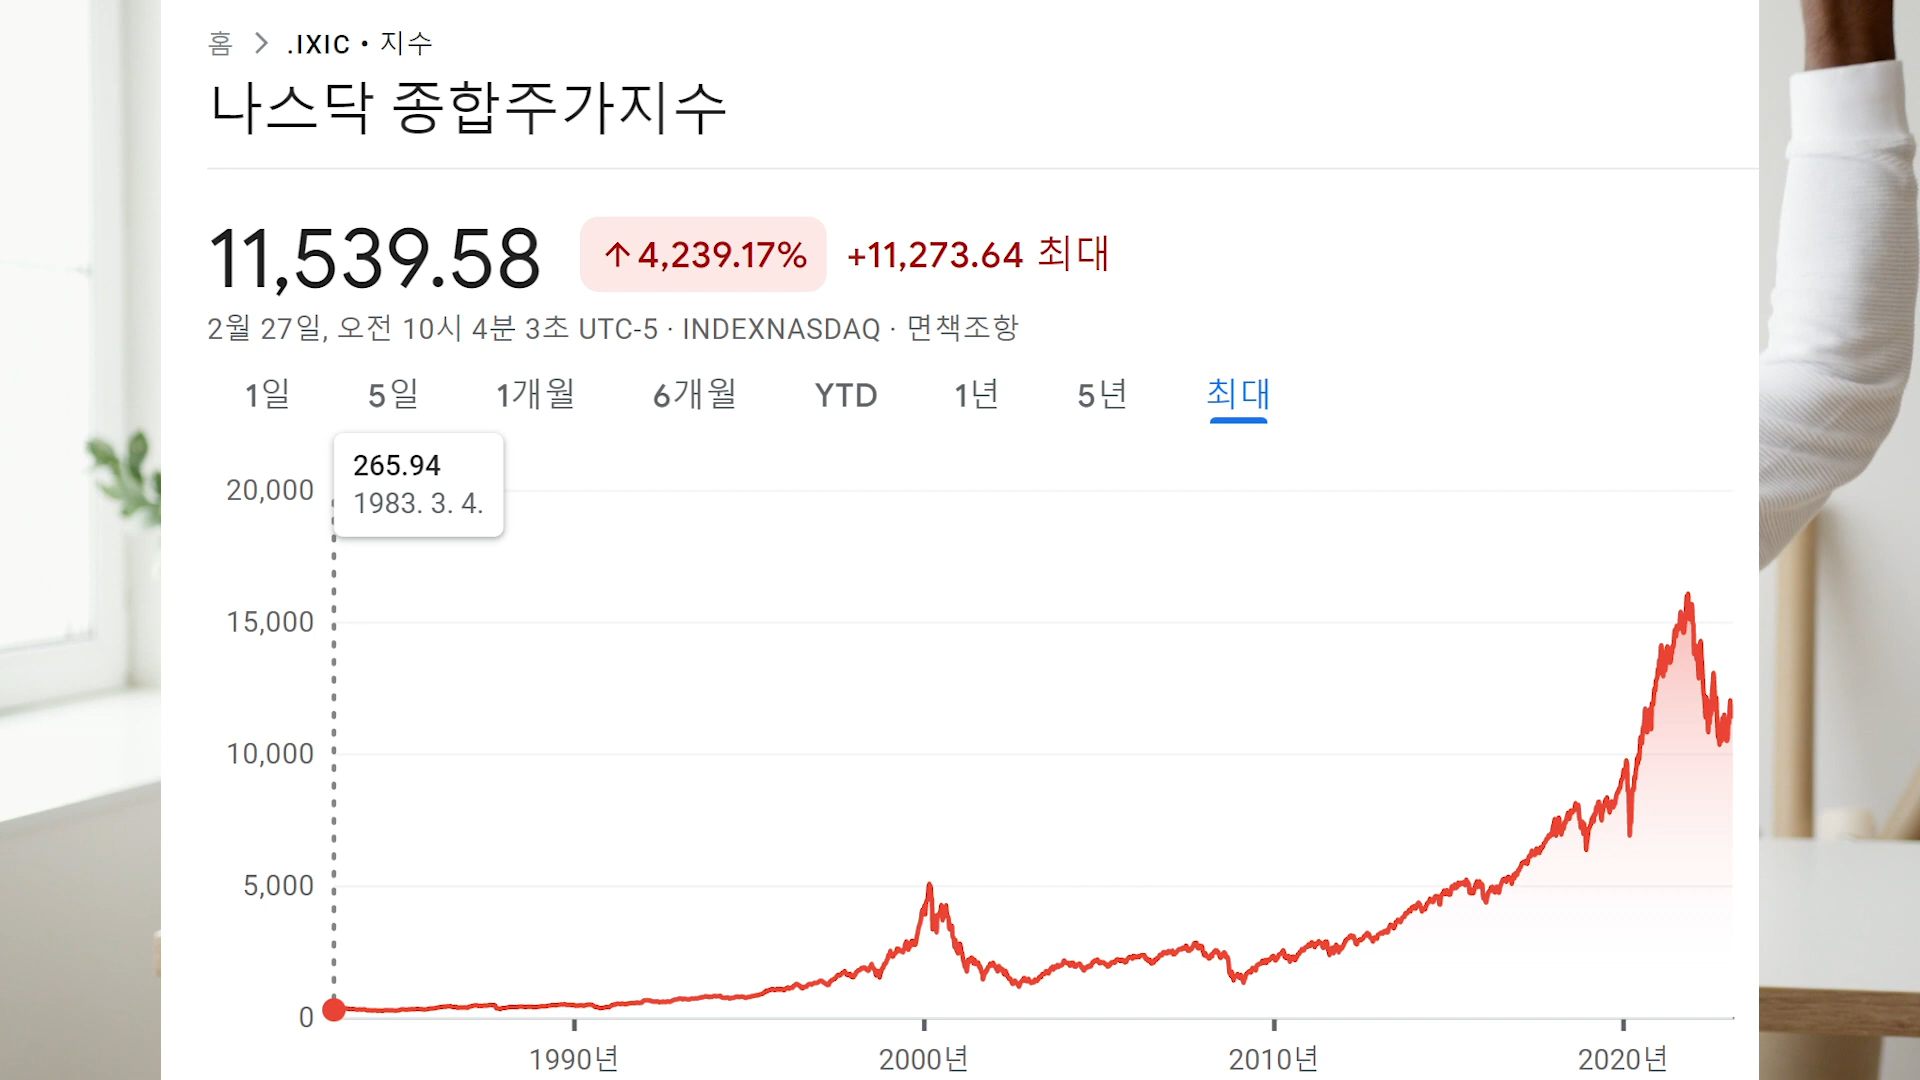 홈 > .IXIC • 지수
나스닥 종합주가지수
11,539.58 ↑4,239.17% +11,273.64 최대
2월 27일, 오전 10시 4분 3초 UTC-5 · INDEXNASDAQ · 면책조항
1일 5일 1개월 6개월 YTD 1년 5년 최대
265.94
1983. 3. 4.
20,000
15,000
10,000
5,000
0
1990년 2000년 2010년 2020년